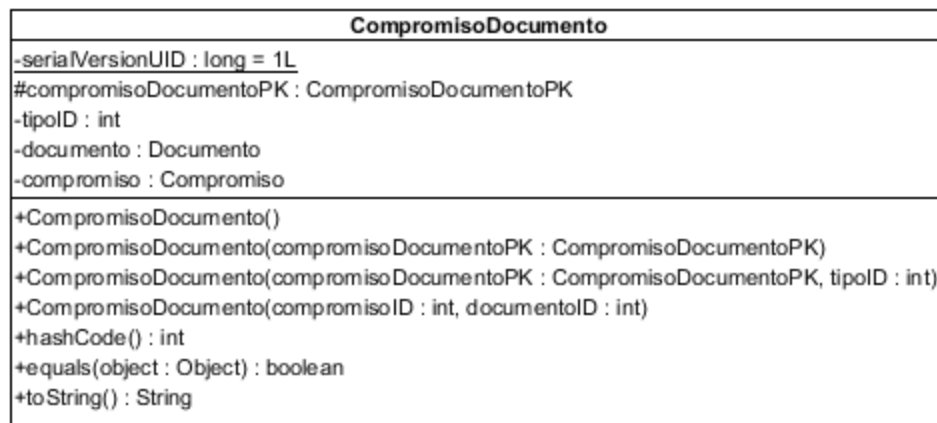 CompromisoDocumento
-serialVersionUID : long = 1L
#compromisoDocumentoPK : CompromisoDocumentoPK
-tipoID : int
-documento : Documento
-compromiso : Compromiso
+CompromisoDocumento()
+CompromisoDocumento(compromisoDocumentoPK : CompromisoDocumentoPK)
+CompromisoDocumento(compromisoDocumentoPK : CompromisoDocumentoPK, tipoID : int)
+CompromisoDocumento(compromisoID : int, documentoID : int)
+hashCode() : int
+equals(object : Object) : boolean
+toString() : String